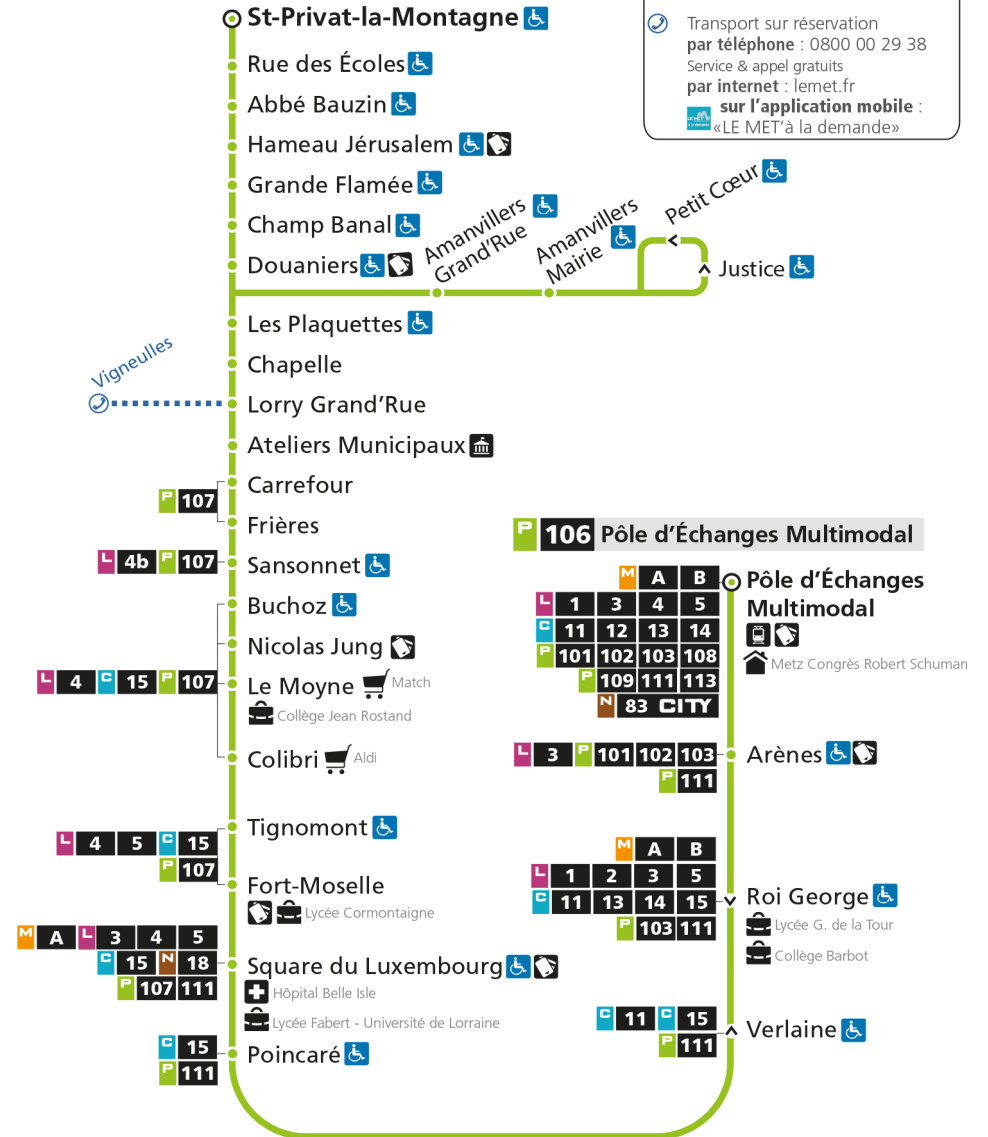 St-Privat-la-Montagne
Rue des Écoles
Abbé Bauzin
Hameau Jérusalem
Grande Flamée
Champ Banal
Douaniers
Amanvillers
Grand'Rue
Amanvillers
Mairie
Petit Cœur
Justice
Transport sur réservation
par téléphone : 0800 00 29 38
Service & appel gratuits
par internet : lemet.fr
sur l'application mobile :
«LE MET'à la demande»
Les Plaquettes
Chapelle
Vigneulles
Lorry Grand'Rue
Ateliers Municipaux
Carrefour
P 107
Frières
L 4b P 107
Sansonnet
Buchoz
Nicolas Jung
L 4 C 15 P 107
Le Moyne
Match
Collège Jean Rostand
Colibri
Aldi
Tignomont
L 4 5 C 15
P 107
Fort-Moselle
Lycée Cormontaigne
M A L 3 4 5
C 15 N 18
P 107 111
Square du Luxembourg
Hôpital Belle Isle
Lycée Fabert - Université de Lorraine
C 15
P 111
Poincaré
P 106 Pôle d'Échanges Multimodal
M A B
L 1 3 4 5
C 11 12 13 14
P 101 102 103 108
P 109 111 113
N 83 CITY
Pôle d'Échanges
Multimodal
Metz Congrès Robert Schuman
L 3 P 101 102 103
P 111
Arènes
M A B
L 1 2 3 5
C 11 13 14 15
P 103 111
Roi George
Lycée G. de la Tour
Collège Barbot
C 11 C 15
P 111
Verlaine